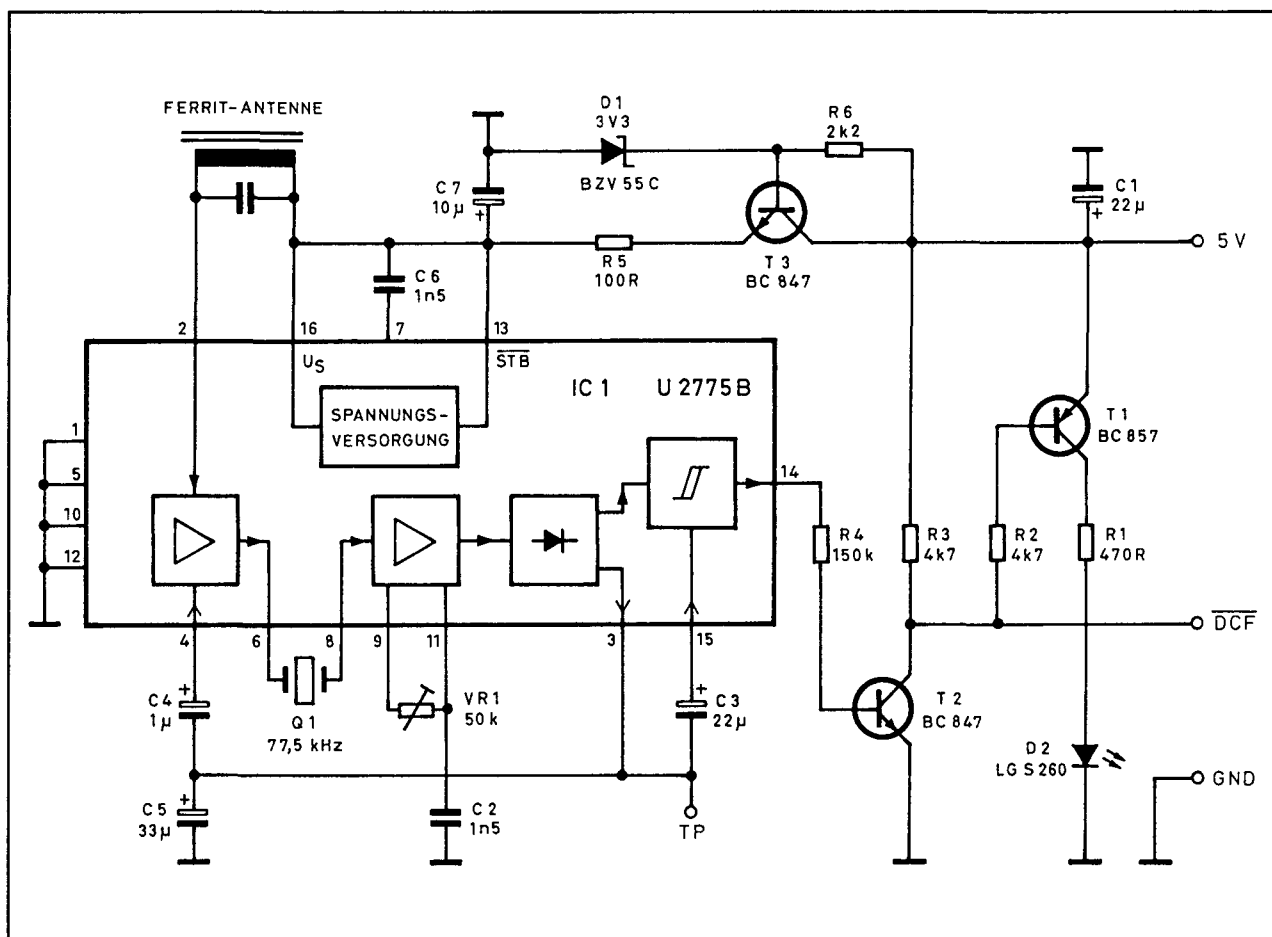 FERRIT-ANTENNE
D1
3V3
BZV 55C
R6
2k2
C7
10µ
+
C1
22µ
+
5 V
R5
100R
T3
BC 847
C6
1n5
2
16
7
13
US
STB
IC 1 U 2775B
SPANNUNGS-
VERSORGUNG
T1
BC 857
1
5
10
12
14
R4
150k
R3
4k7
R2
4k7
R1
470R
DCF
4
6
8
9
11
3
15
C4
1µ
+
Q1
77,5 kHz
VR1
50k
C3
22µ
+
T2
BC 847
D2
LG S260
GND
C5
33µ
+
C2
1n5
TP